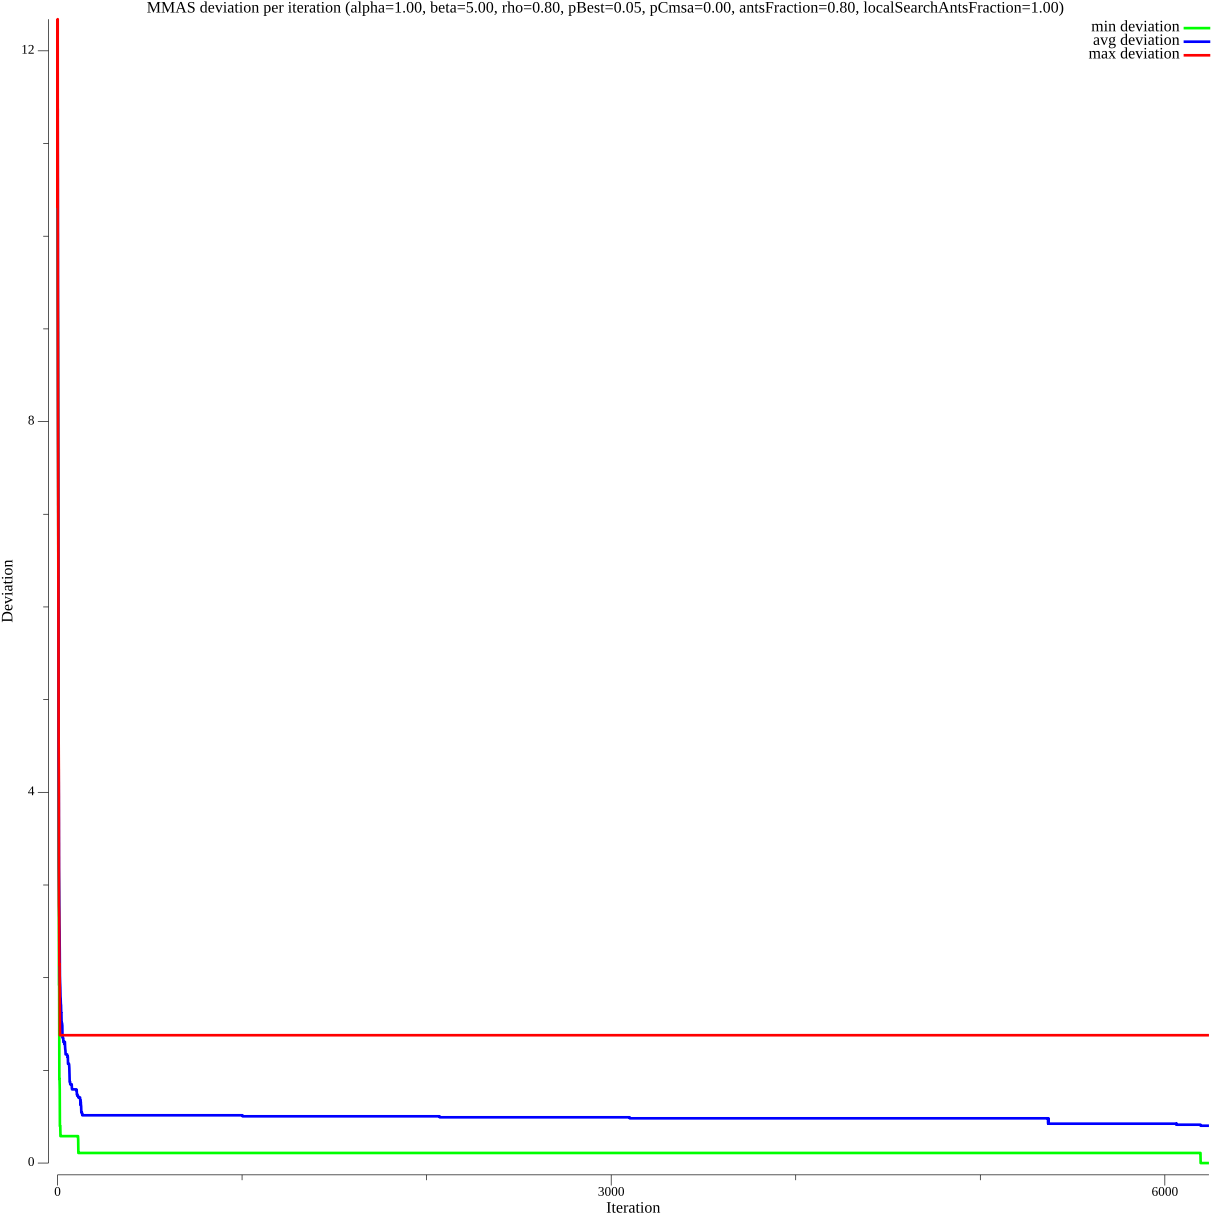 MMAS deviation per iteration (alpha=1.00, beta=5.00, rho=0.80, pBest=0.05, pCmsa=0.00, antsFraction=0.80, localSearchAntsFraction=1.00)
min deviation
avg deviation
max deviation
12
8
4
0
Deviation
0
3000
6000
Iteration